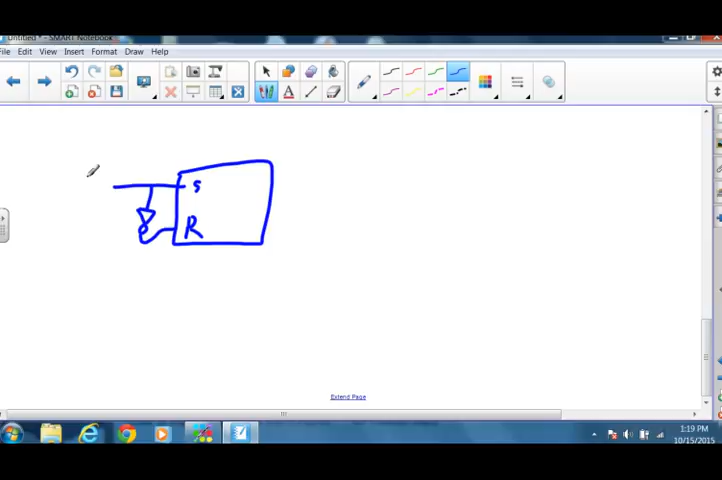 Untitled * - SMART Notebook
File Edit View Insert Format Draw Help
S
R
Extend Page
1:19 PM
10/15/2015